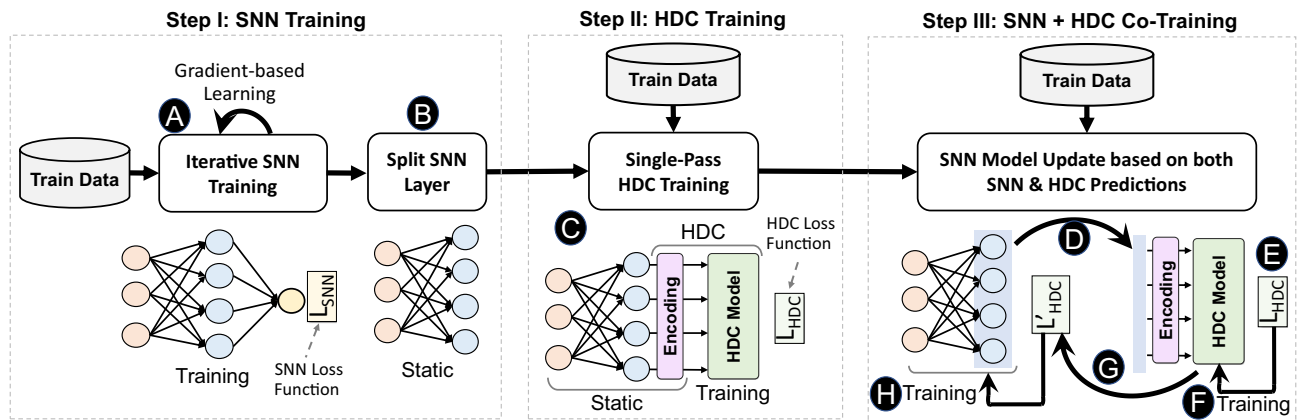 Step I: SNN Training
Gradient-based
Learning
A
B
Train Data
Iterative SNN
Training
Split SNN
Layer
L_SNN
Training
SNN Loss
Function
Static
Step II: HDC Training
Train Data
Single-Pass
HDC Training
C
HDC
HDC Loss
Function
Encoding
HDC Model
L_HDC
Static
Training
Step III: SNN + HDC Co-Training
Train Data
SNN Model Update based on both
SNN & HDC Predictions
D
E
L'_HDC
Encoding
HDC Model
L_HDC
G
H Training
F Training